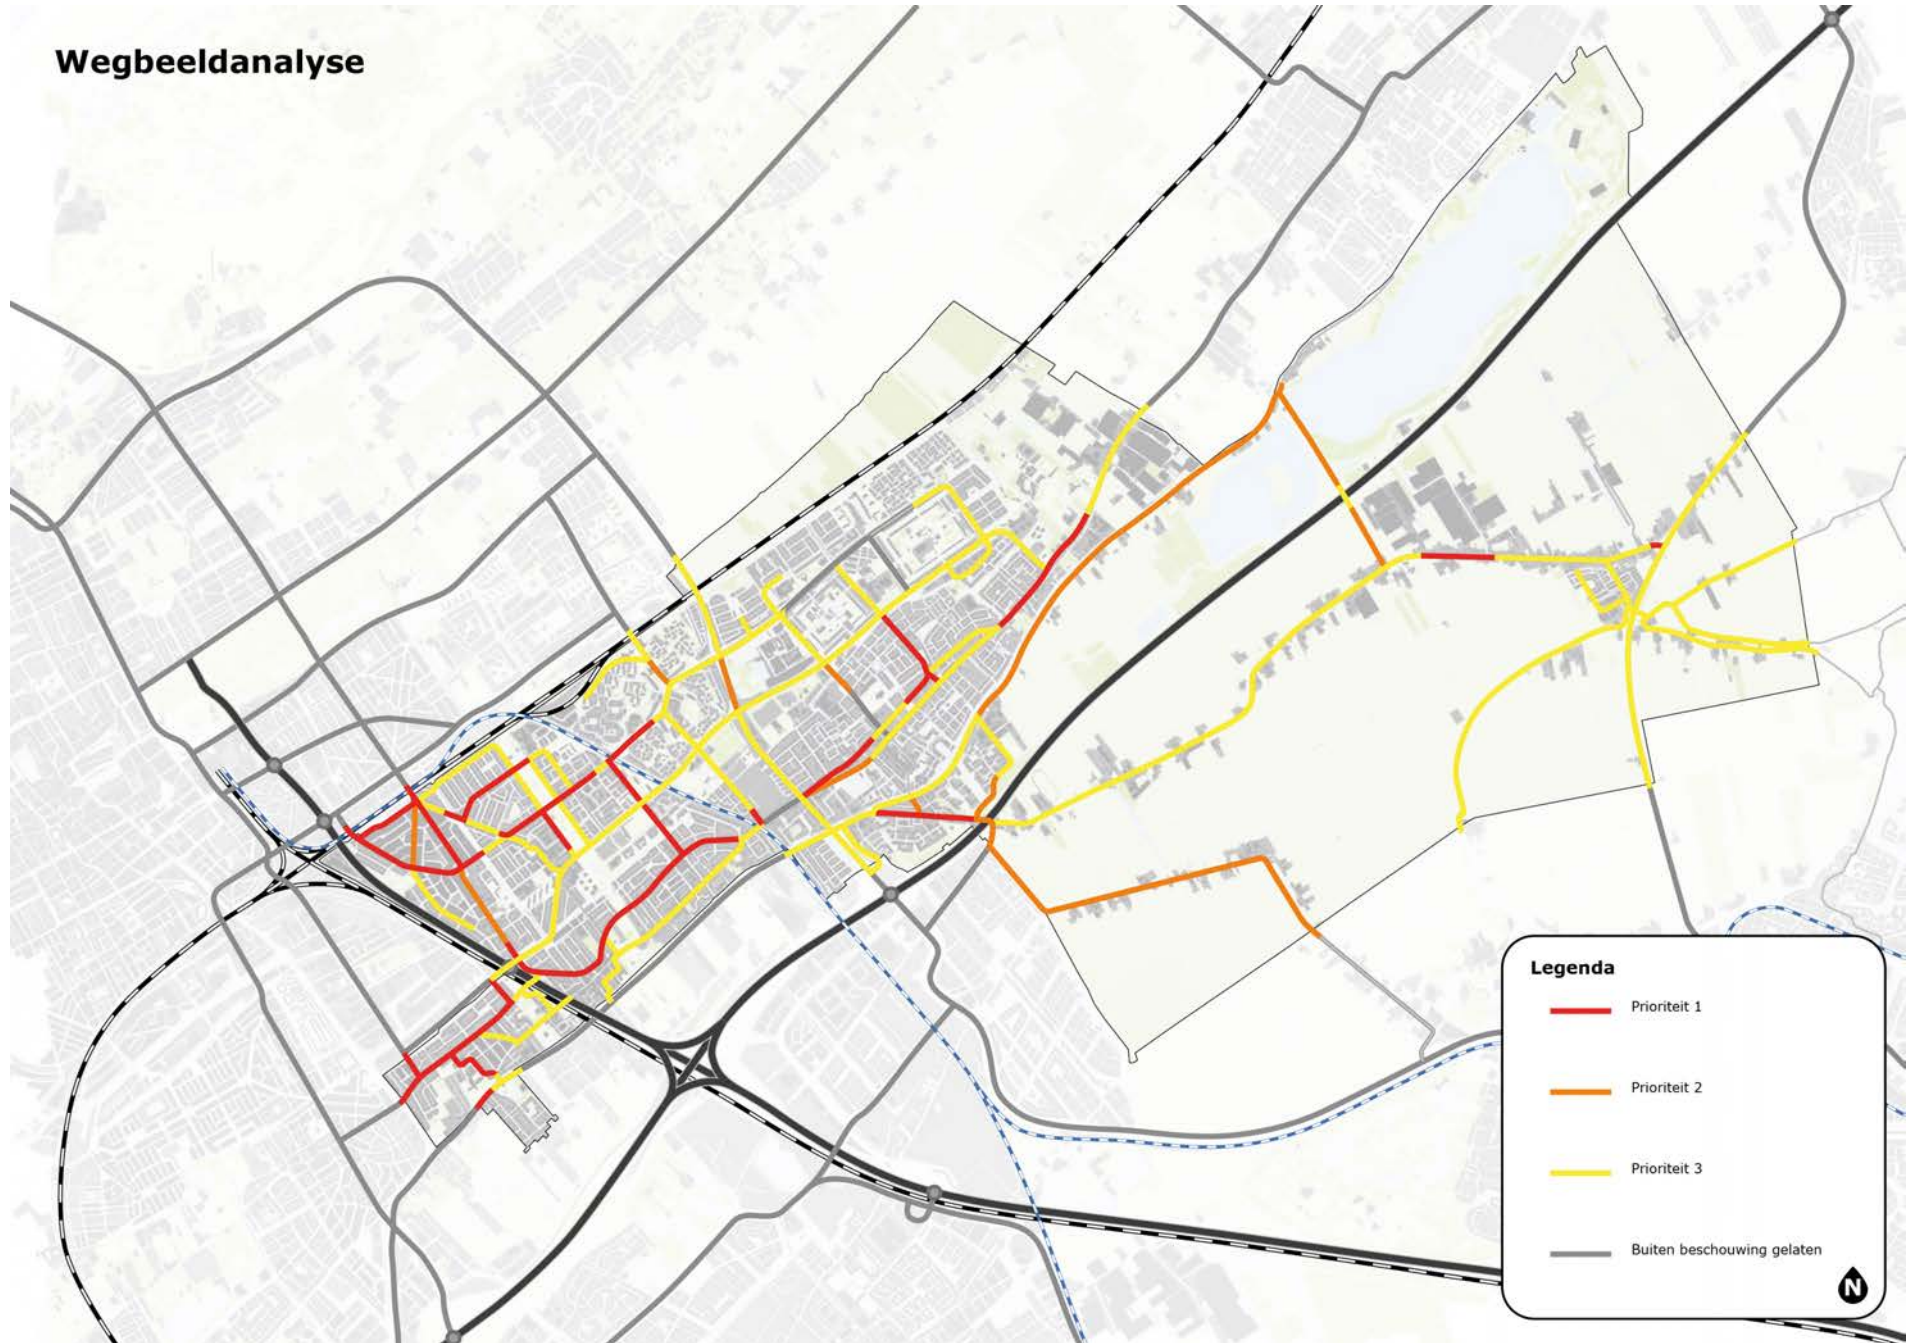 Wegbeeldanalyse
Legenda
Prioriteit 1
Prioriteit 2
Prioriteit 3
Buiten beschouwing gelaten
N